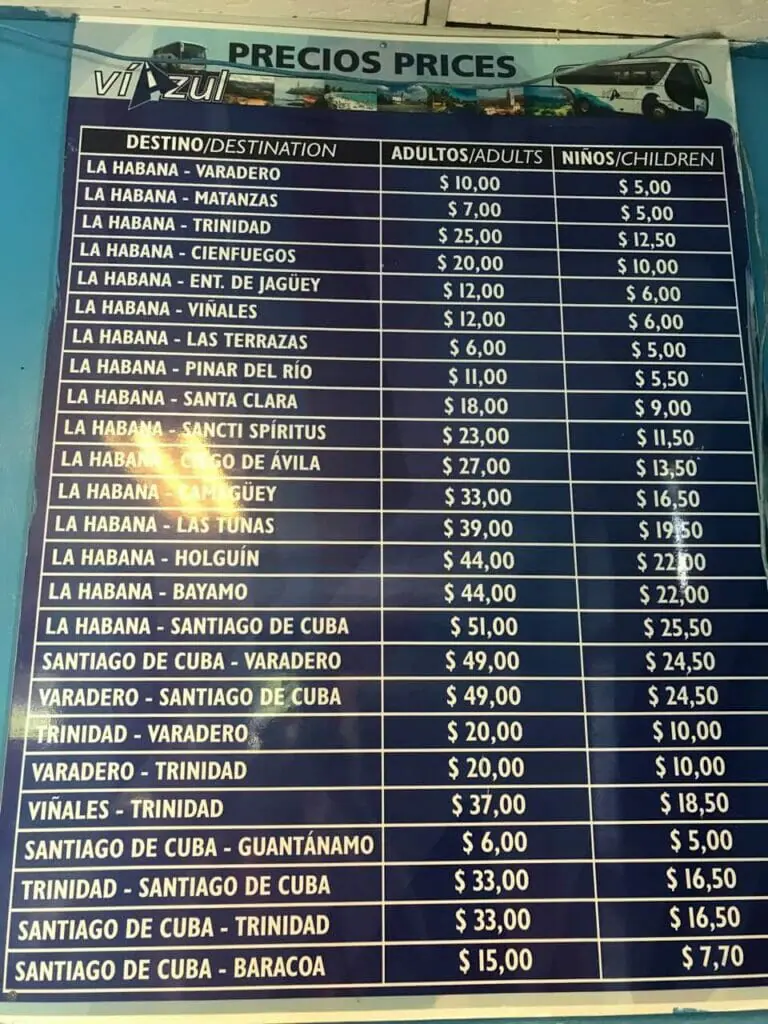 PRECIOS PRICES
víAzul
DESTINO/DESTINATION ADULTOS/ADULTS NIÑOS/CHILDREN
LA HABANA - VARADERO $ 10,00 $ 5,00
LA HABANA - MATANZAS $ 7,00 $ 5,00
LA HABANA - TRINIDAD $ 25,00 $ 12,50
LA HABANA - CIENFUEGOS $ 20,00 $ 10,00
LA HABANA - ENT. DE JAGÜEY $ 12,00 $ 6,00
LA HABANA - VIÑALES $ 12,00 $ 6,00
LA HABANA - LAS TERRAZAS $ 6,00 $ 5,00
LA HABANA - PINAR DEL RÍO $ 11,00 $ 5,50
LA HABANA - SANTA CLARA $ 18,00 $ 9,00
LA HABANA - SANCTI SPÍRITUS $ 23,00 $ 11,50
LA HABANA - CIEGO DE ÁVILA $ 27,00 $ 13,50
LA HABANA - CAMAGÜEY $ 33,00 $ 16,50
LA HABANA - LAS TUNAS $ 39,00 $ 19,50
LA HABANA - HOLGUÍN $ 44,00 $ 22,00
LA HABANA - BAYAMO $ 44,00 $ 22,00
LA HABANA - SANTIAGO DE CUBA $ 51,00 $ 25,50
SANTIAGO DE CUBA - VARADERO $ 49,00 $ 24,50
VARADERO - SANTIAGO DE CUBA $ 49,00 $ 24,50
TRINIDAD - VARADERO $ 20,00 $ 10,00
VARADERO - TRINIDAD $ 20,00 $ 10,00
VIÑALES - TRINIDAD $ 37,00 $ 18,50
SANTIAGO DE CUBA - GUANTÁNAMO $ 6,00 $ 5,00
TRINIDAD - SANTIAGO DE CUBA $ 33,00 $ 16,50
SANTIAGO DE CUBA - TRINIDAD $ 33,00 $ 16,50
SANTIAGO DE CUBA - BARACOA $ 15,00 $ 7,70